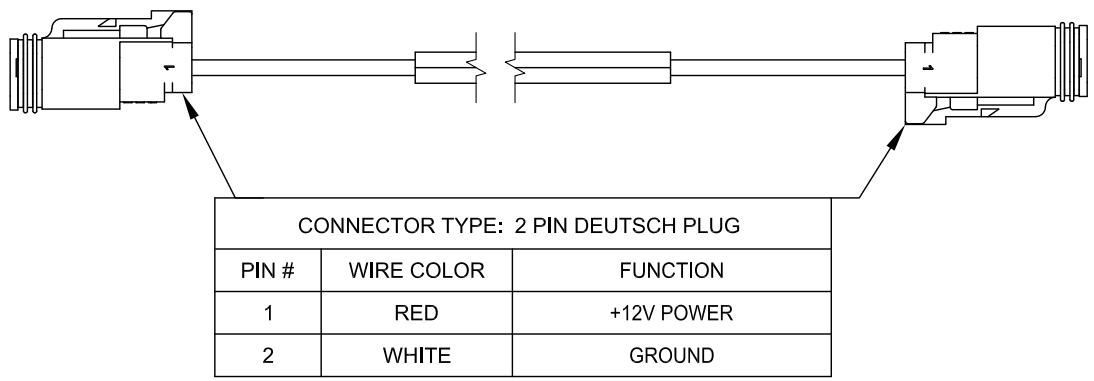 1
1
CONNECTOR TYPE: 2 PIN DEUTSCH PLUG
PIN # WIRE COLOR FUNCTION
1 RED +12V POWER
2 WHITE GROUND